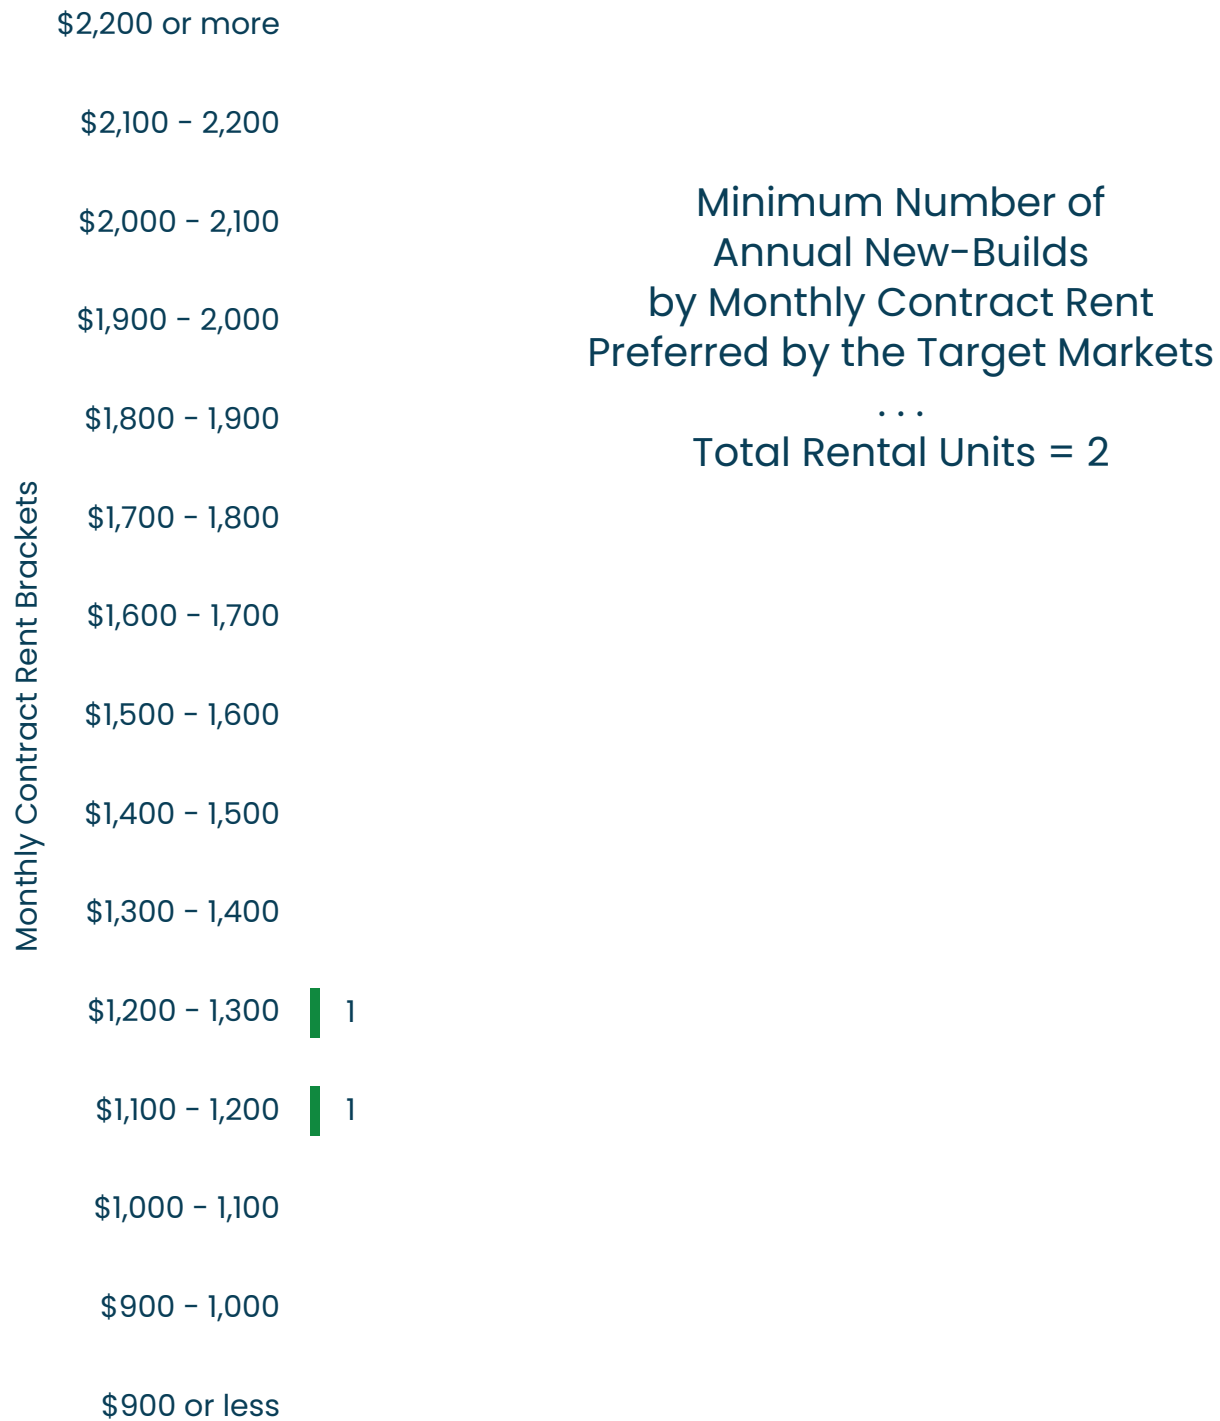 $2,200 or more
$2,100 - 2,200
$2,000 - 2,100
$1,900 - 2,000
$1,800 - 1,900
$1,700 - 1,800
$1,600 - 1,700
$1,500 - 1,600
$1,400 - 1,500
$1,300 - 1,400
$1,200 - 1,300 1
$1,100 - 1,200 1
$1,000 - 1,100
$900 - 1,000
$900 or less
Monthly Contract Rent Brackets
Minimum Number of
Annual New-Builds
by Monthly Contract Rent
Preferred by the Target Markets
. . .
Total Rental Units = 2